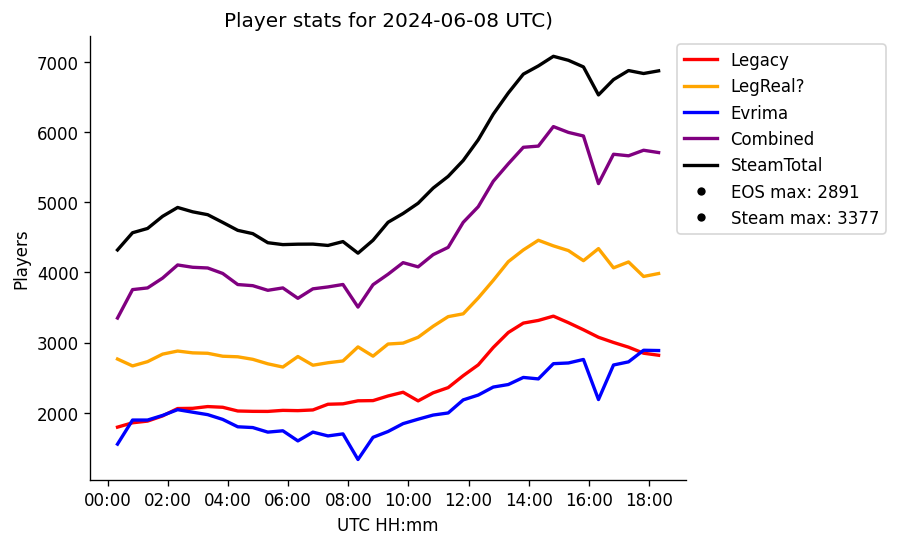 Player stats for 2024-06-08 UTC)
7000
6000
5000
4000
3000
2000
Players
00:00 02:00 04:00 06:00 08:00 10:00 12:00 14:00 16:00 18:00
UTC HH:mm
Legacy
LegReal?
Evrima
Combined
SteamTotal
EOS max: 2891
Steam max: 3377